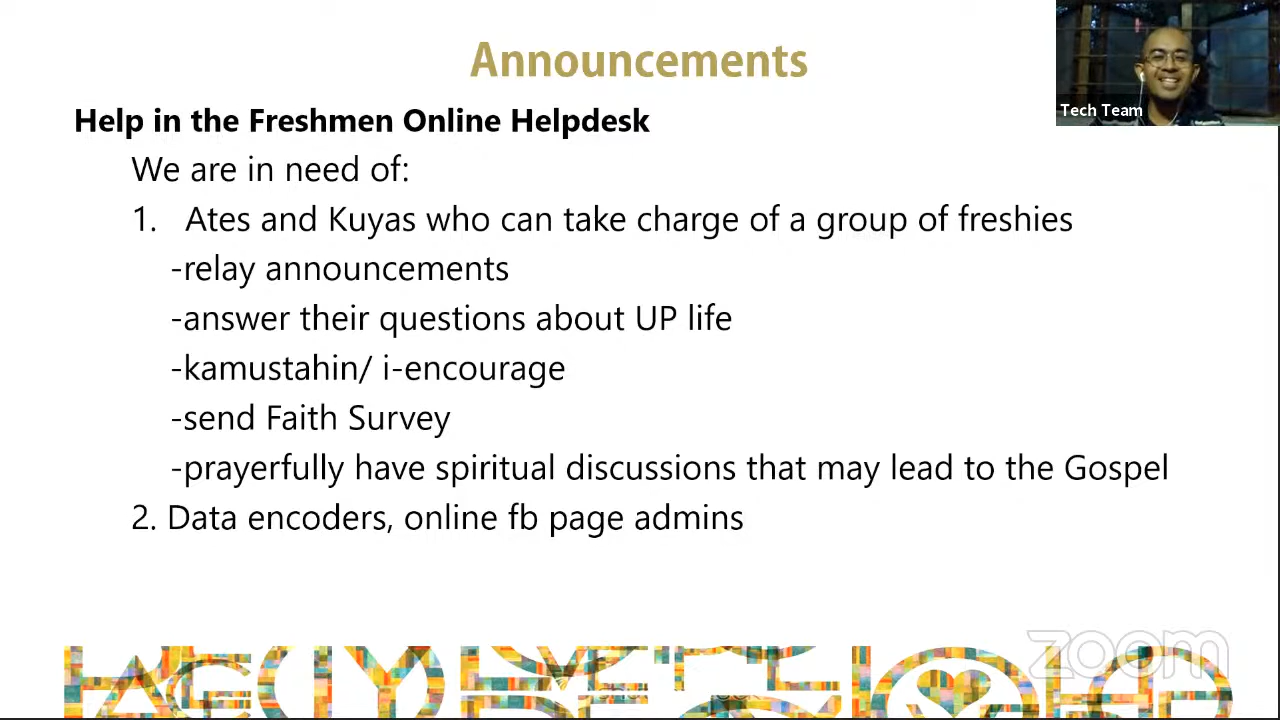 Announcements
Tech Team
Help in the Freshmen Online Helpdesk
We are in need of:
1. Ates and Kuyas who can take charge of a group of freshies
-relay announcements
-answer their questions about UP life
-kamustahin/ i-encourage
-send Faith Survey
-prayerfully have spiritual discussions that may lead to the Gospel
2. Data encoders, online fb page admins
zoom